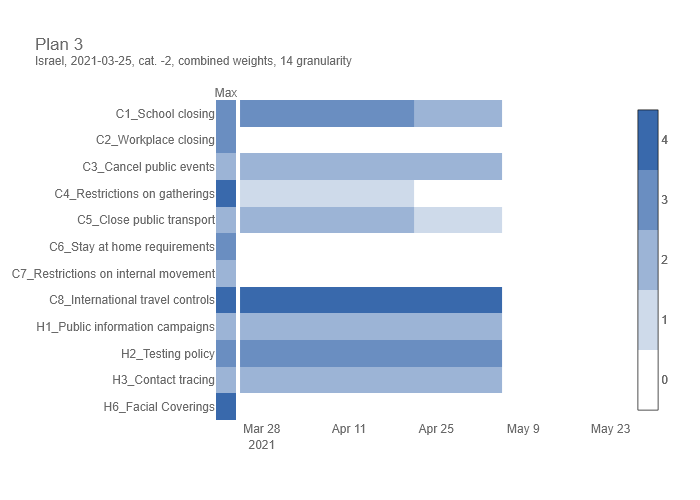 Plan 3
Israel, 2021-03-25, cat. -2, combined weights, 14 granularity
Max
C1_School closing
C2_Workplace closing
C3_Cancel public events
C4_Restrictions on gatherings
C5_Close public transport
C6_Stay at home requirements
C7_Restrictions on internal movement
C8_International travel controls
H1_Public information campaigns
H2_Testing policy
H3_Contact tracing
H6_Facial Coverings
Mar 28 Apr 11 Apr 25 May 9 May 23
2021
4
3
2
1
0